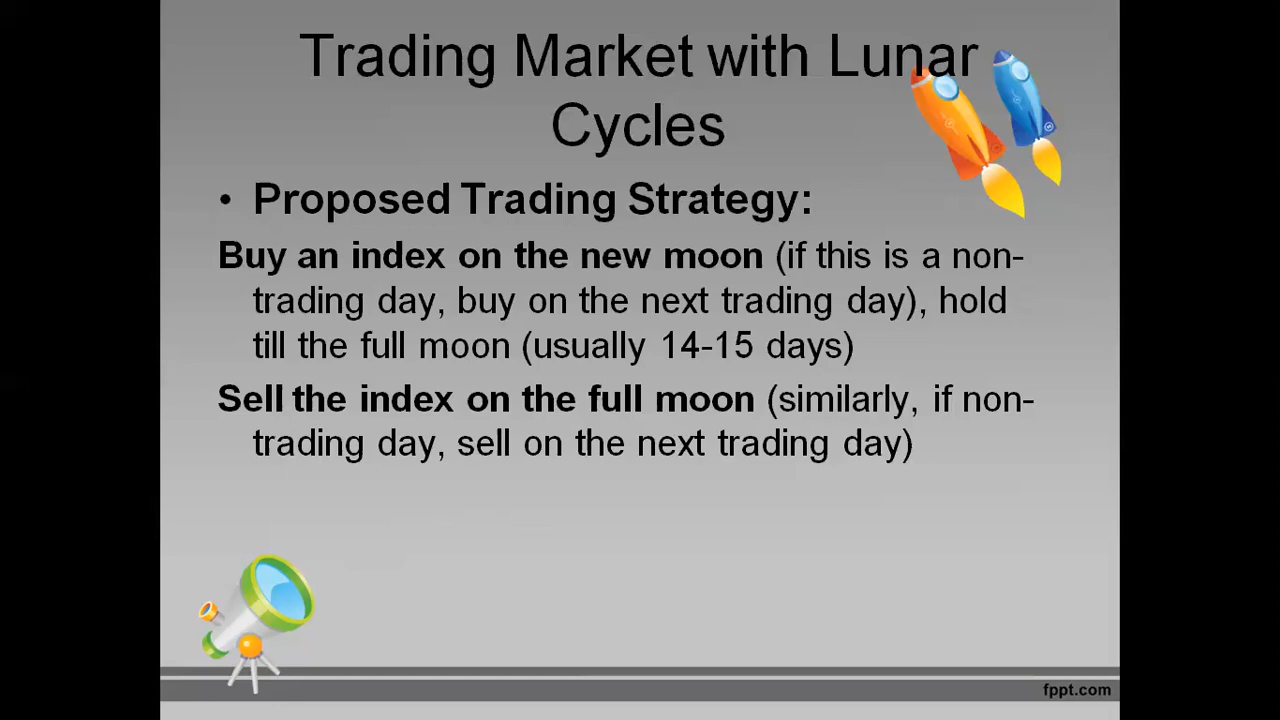 Trading Market with Lunar
Cycles
• Proposed Trading Strategy:
Buy an index on the new moon (if this is a non-
trading day, buy on the next trading day), hold
till the full moon (usually 14-15 days)
Sell the index on the full moon (similarly, if non-
trading day, sell on the next trading day)
fppt.com